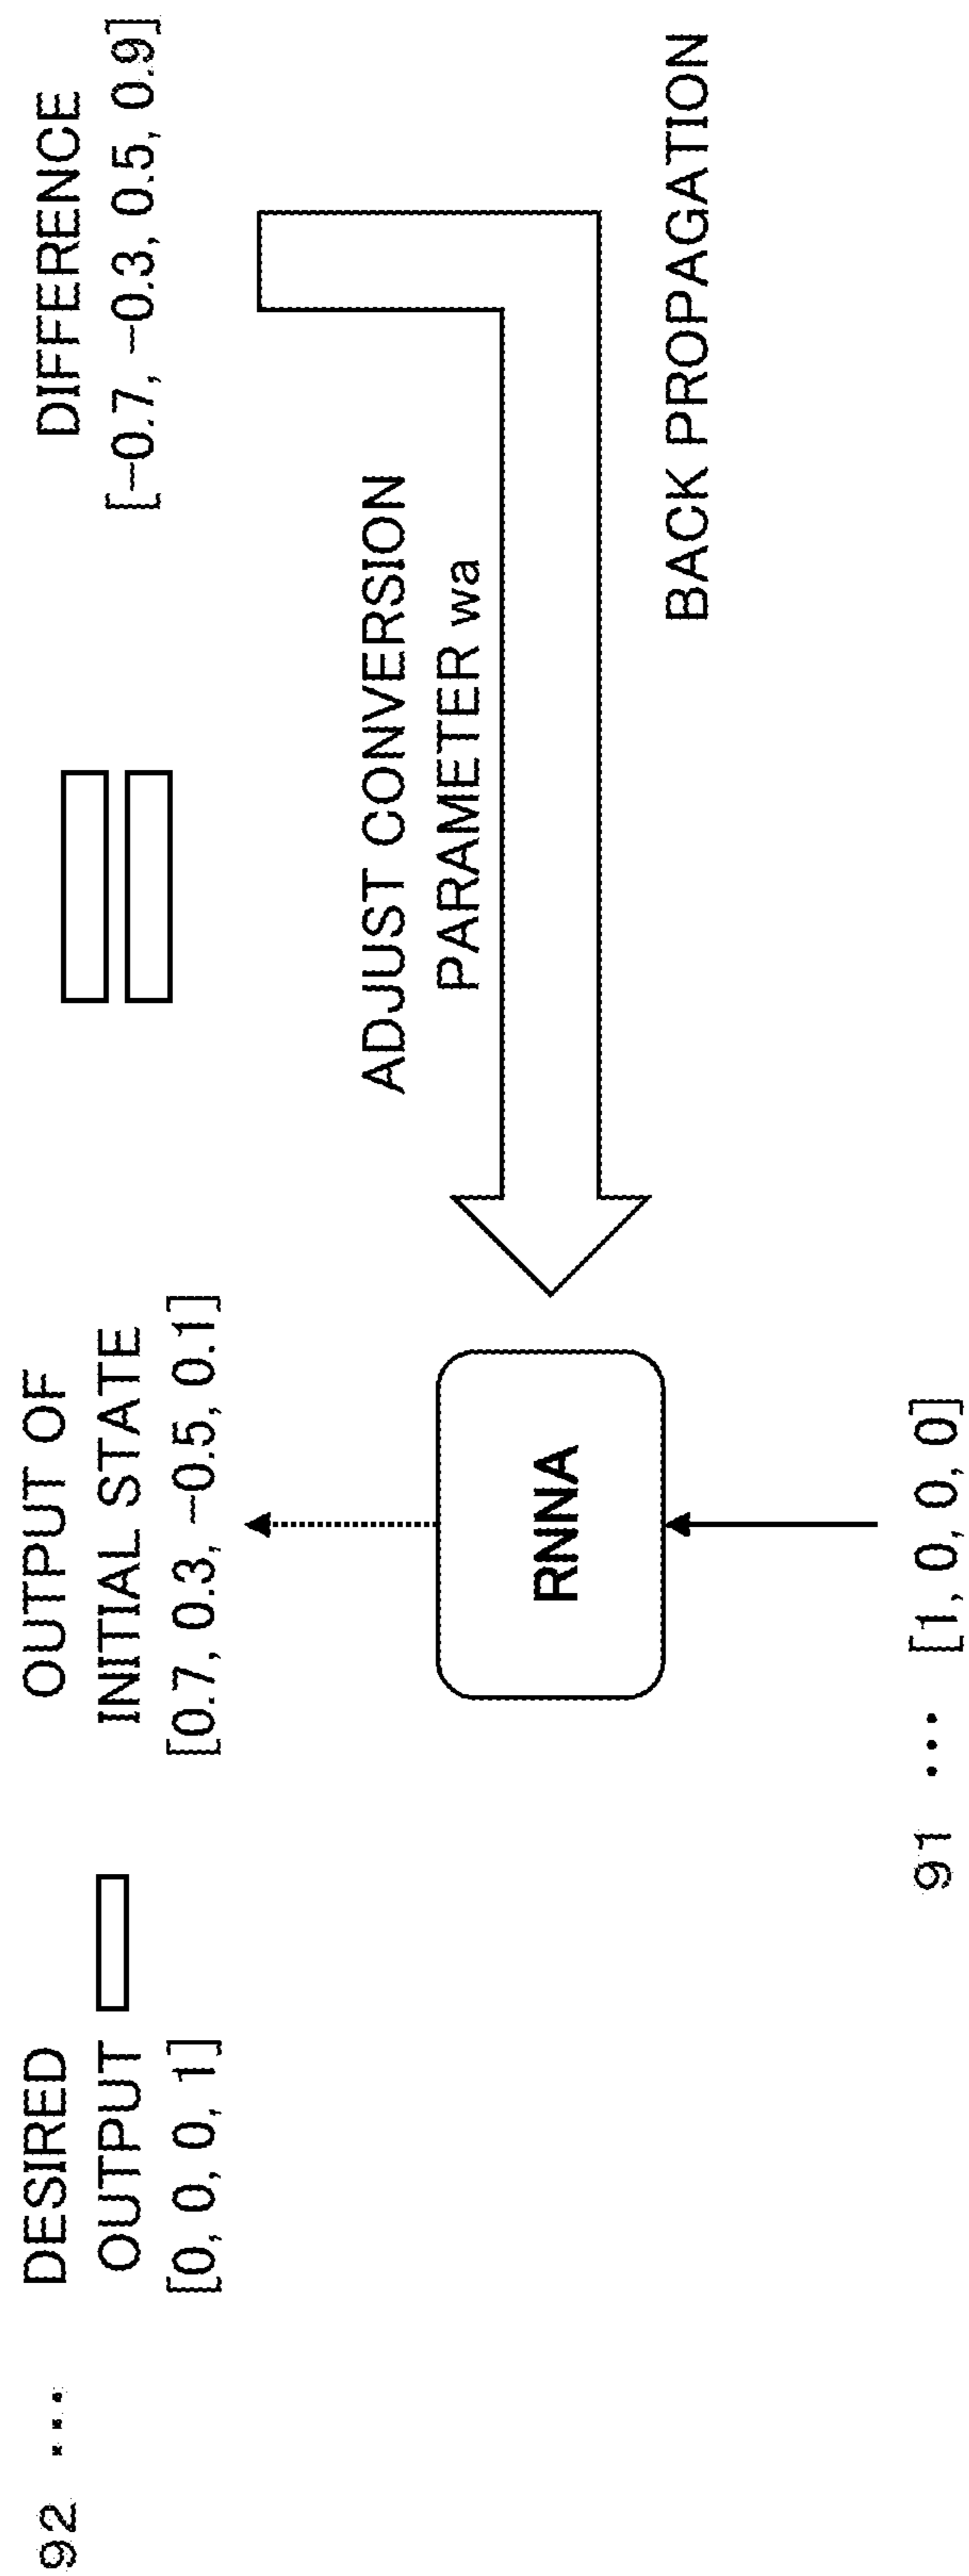 92 ...
DESIRED
OUTPUT
[0, 0, 0, 1]
OUTPUT OF
INITIAL STATE
[0.7, 0.3, -0.5, 0.1]
DIFFERENCE
[-0.7, -0.3, 0.5, 0.9]
ADJUST CONVERSION
PARAMETER wa
RNNA
BACK PROPAGATION
91 ... [1, 0, 0, 0]